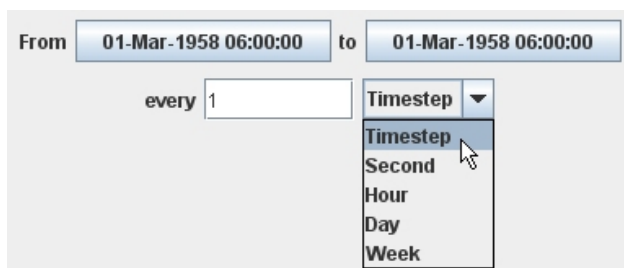 From 01-Mar-1958 06:00:00 to 01-Mar-1958 06:00:00
every 1 Timestep
Timestep
Second
Hour
Day
Week